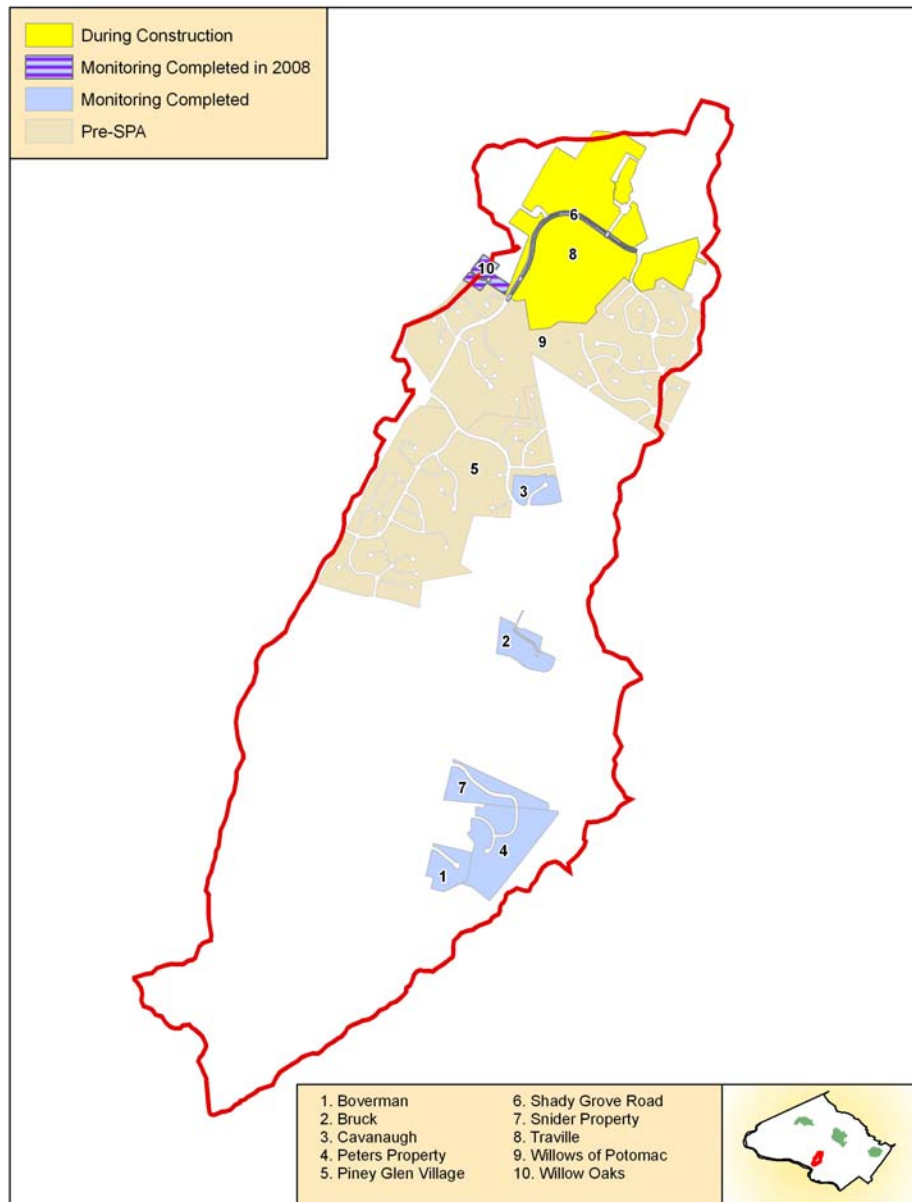 During Construction
Monitoring Completed in 2008
Monitoring Completed
Pre-SPA
6
10
8
9
5
3
2
7
4
1
1. Boverman
2. Bruck
3. Cavanaugh
4. Peters Property
5. Piney Glen Village
6. Shady Grove Road
7. Snider Property
8. Traville
9. Willows of Potomac
10. Willow Oaks